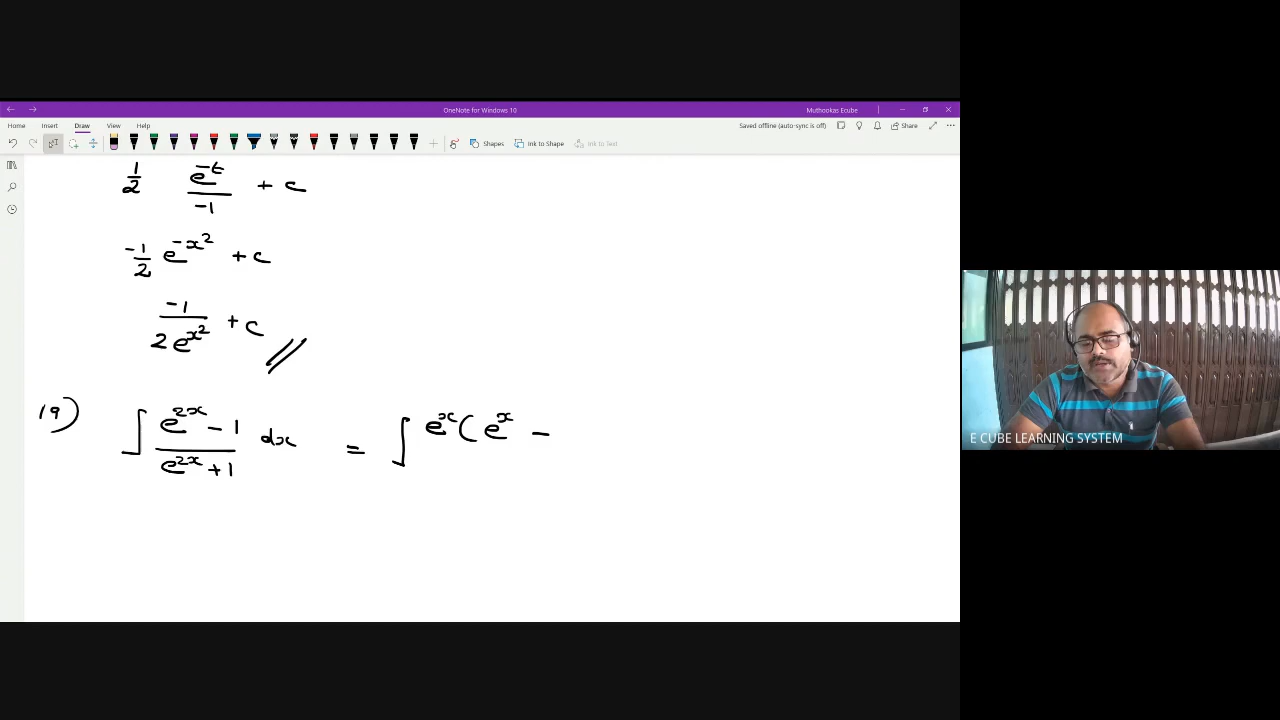 OneNote for Windows 10
Muthookas Ecube
Home Insert Draw View Help
Saved offline (auto-sync is off) Share
Shapes Ink to Shape Ink to Text
1/2 e^-t/-1 + c
-1/2 e^-x² + c
-1/2e^x² + c //
19) ∫ e^2x - 1 / e^2x + 1 dx = ∫ e^x ( e^x -
E CUBE LEARNING SYSTEM